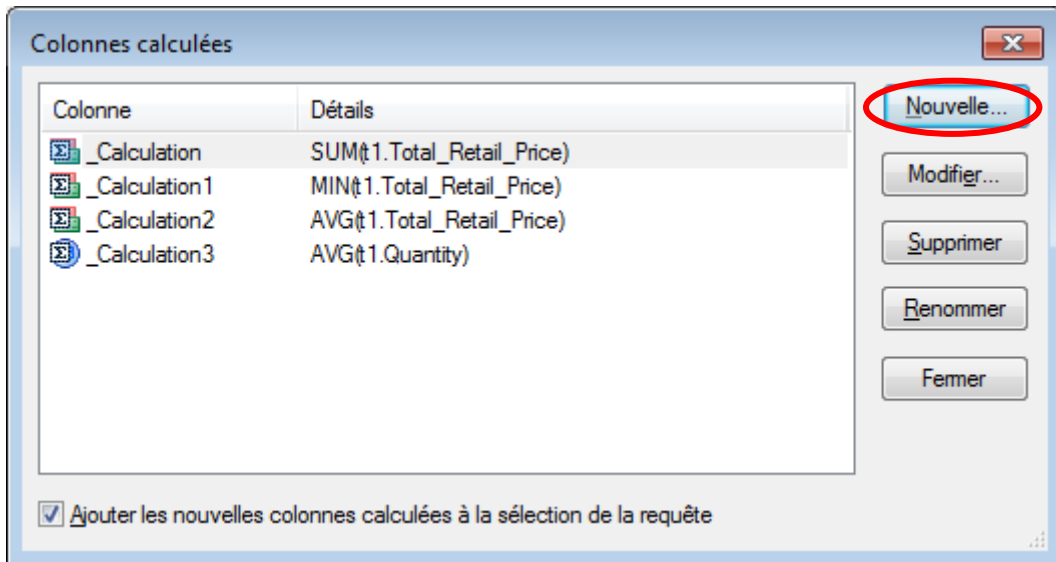 Colonnes calculées
Colonne Détails
_Calculation SUM(t1.Total_Retail_Price)
_Calculation1 MIN(t1.Total_Retail_Price)
_Calculation2 AVG(t1.Total_Retail_Price)
_Calculation3 AVG(t1.Quantity)
Nouvelle...
Modifier...
Supprimer
Renommer
Fermer
Ajouter les nouvelles colonnes calculées à la sélection de la requête